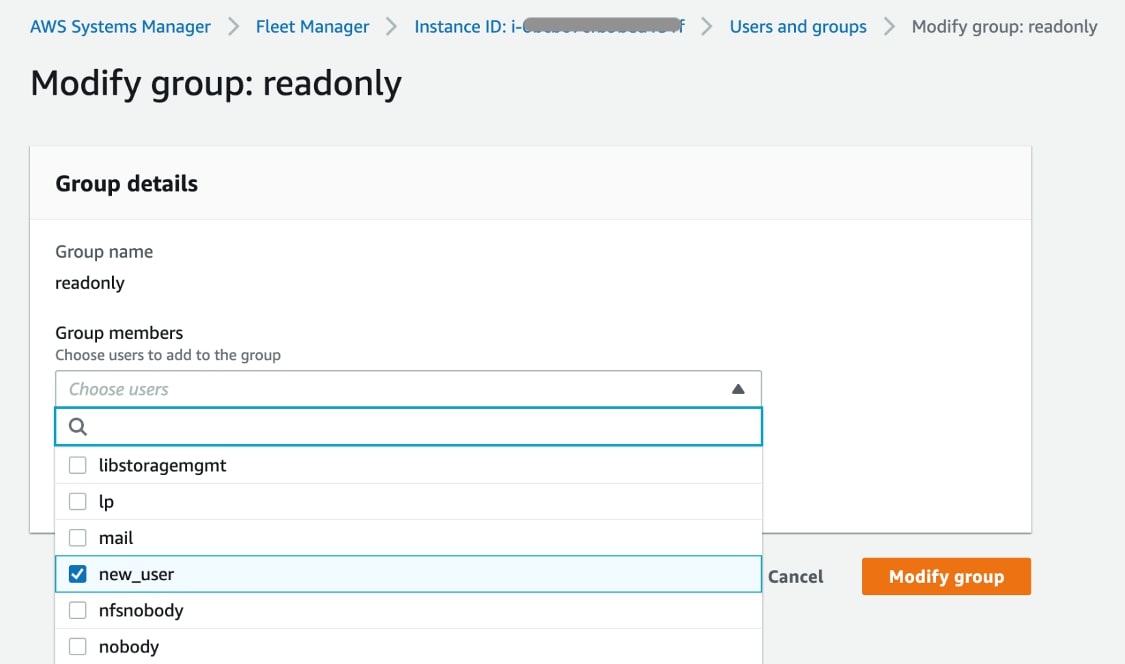 AWS Systems Manager > Fleet Manager > Instance ID: i- > Users and groups > Modify group: readonly
Modify group: readonly
Group details
Group name
readonly
Group members
Choose users to add to the group
Choose users
libstoragemgmt
lp
mail
new_user
nfsnobody
nobody
Cancel
Modify group